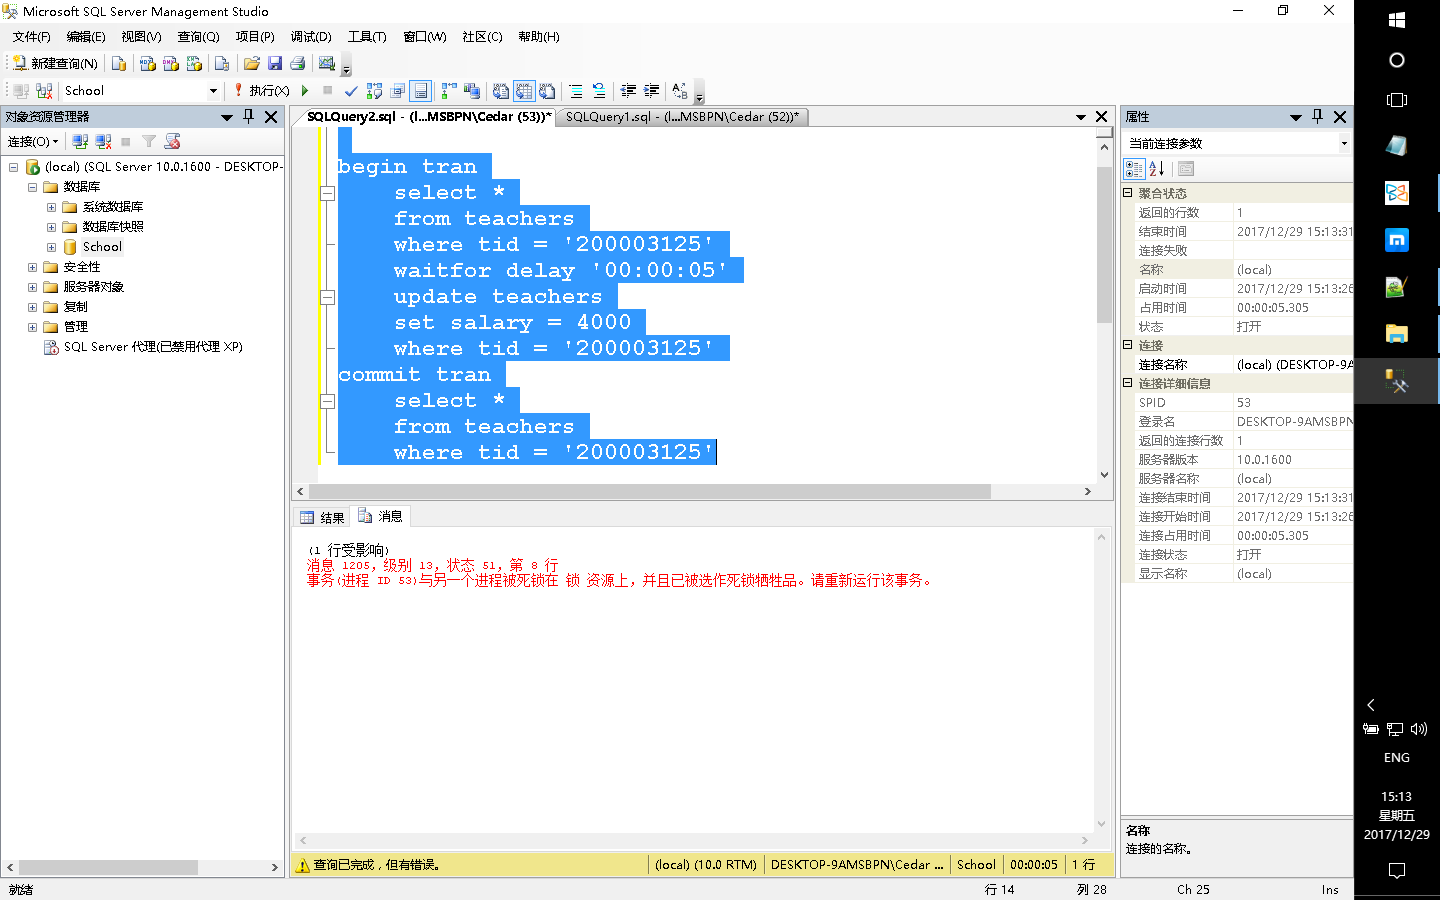 Microsoft SQL Server Management Studio
文件(F) 编辑(E) 视图(V) 查询(Q) 项目(P) 调试(D) 工具(T) 窗口(W) 社区(C) 帮助(H)
新建查询(N)
School 执行(X)
对象资源管理器
连接(O)
(local) (SQL Server 10.0.1600 - DESKTOP-
数据库
系统数据库
数据库快照
School
安全性
服务器对象
复制
管理
SQL Server 代理(已禁用代理 XP)
SQLQuery2.sql - (l...MSBPN\Cedar (53))* SQLQuery1.sql - (l...MSBPN\Cedar (52))*
begin tran
select *
from teachers
where tid = '200003125'
waitfor delay '00:00:05'
update teachers
set salary = 4000
where tid = '200003125'
commit tran
select *
from teachers
where tid = '200003125'
结果 消息
(1 行受影响)
消息 1205，级别 13，状态 51，第 8 行
事务(进程 ID 53)与另一个进程被死锁在 锁 资源上，并且已被选作死锁牺牲品。请重新运行该事务。
查询已完成，但有错误。 (local) (10.0 RTM) DESKTOP-9AMSBPN\Cedar ... School 00:00:05 1 行
属性
当前连接参数
聚合状态
返回的行数 1
结束时间 2017/12/29 15:13:31
连接失败
名称 (local)
启动时间 2017/12/29 15:13:26
占用时间 00:00:05.305
状态 打开
连接
连接名称 (local) (DESKTOP-9A
连接详细信息
SPID 53
登录名 DESKTOP-9AMSBPN
返回的连接行数 1
服务器版本 10.0.1600
服务器名称 (local)
连接结束时间 2017/12/29 15:13:31
连接开始时间 2017/12/29 15:13:26
连接占用时间 00:00:05.305
连接状态 打开
显示名称 (local)
名称
连接的名称。
就绪 行 14 列 28 Ch 25 Ins
ENG
15:13
星期五
2017/12/29